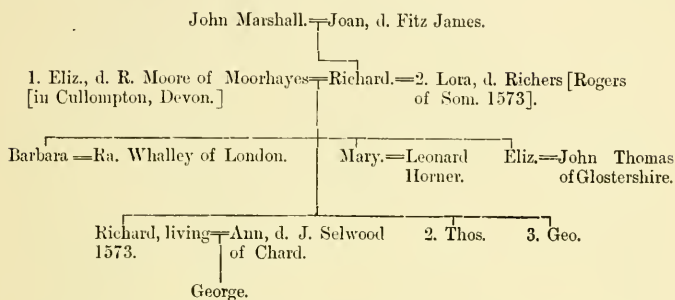 John Marshall.=Joan, d. Fitz James.
1. Eliz., d. R. Moore of Moorhayes=Richard.=2. Lora, d. Richers [Rogers
[in Cullompton, Devon.] of Som. 1573].
Barbara=Ra. Whalley of London. Mary.=Leonard Eliz.=John Thomas
Horner. of Glostershire.
Richard, living=Ann, d. J. Selwood 2. Thos. 3. Geo.
1573. of Chard.
George.